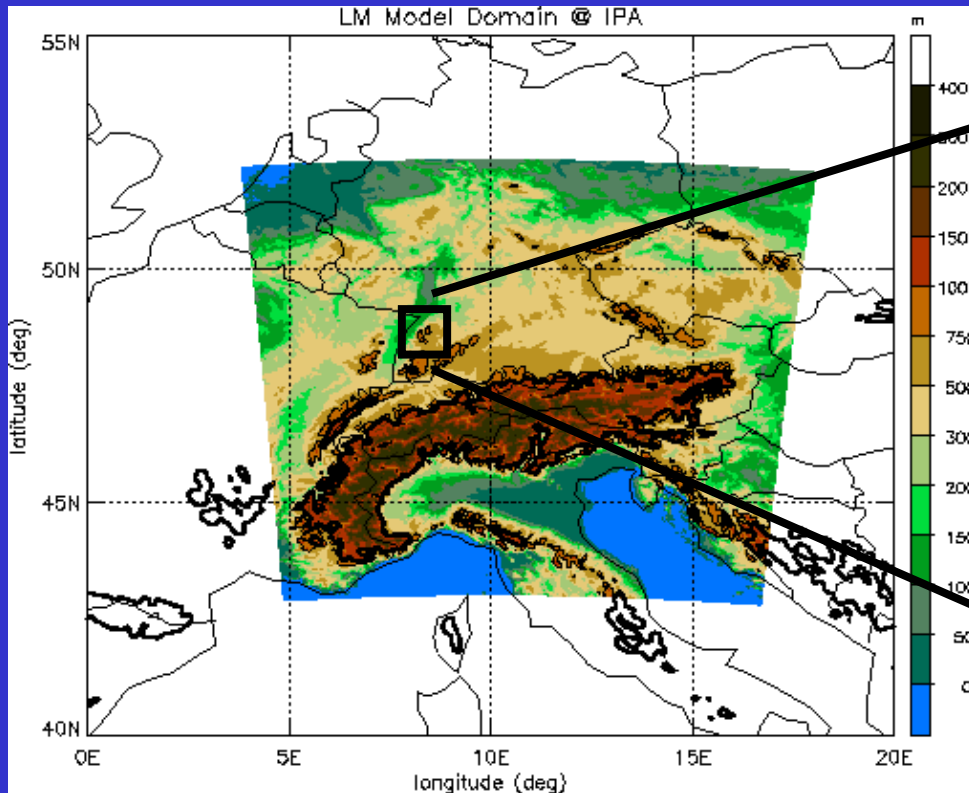 LM Model Domain @ IPA
m
55N
50N
45N
40N
latitude (deg)
0E 5E 10E 15E 20E
longitude (deg)
400
200
150
100
750
500
300
200
150
100
50
0